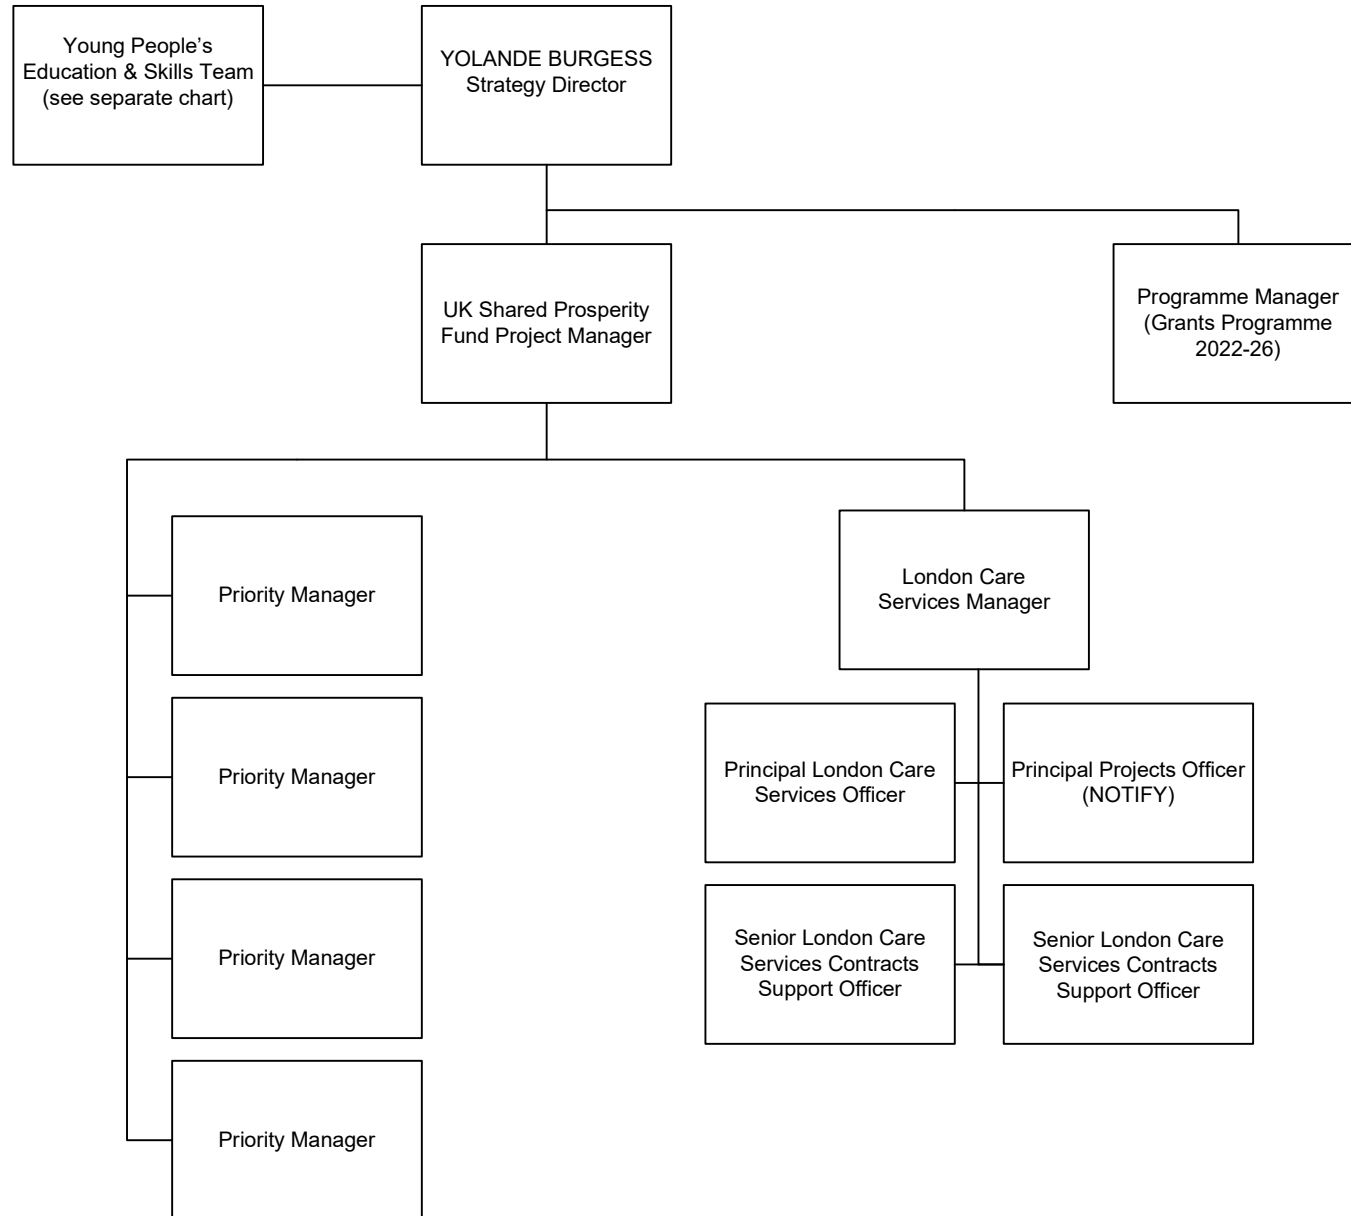 Young People’s
Education & Skills Team
(see separate chart)
YOLANDE BURGESS
Strategy Director
UK Shared Prosperity
Fund Project Manager
Programme Manager
(Grants Programme
2022-26)
Priority Manager
Priority Manager
Priority Manager
Priority Manager
London Care
Services Manager
Principal London Care
Services Officer
Principal Projects Officer
(NOTIFY)
Senior London Care
Services Contracts
Support Officer
Senior London Care
Services Contracts
Support Officer